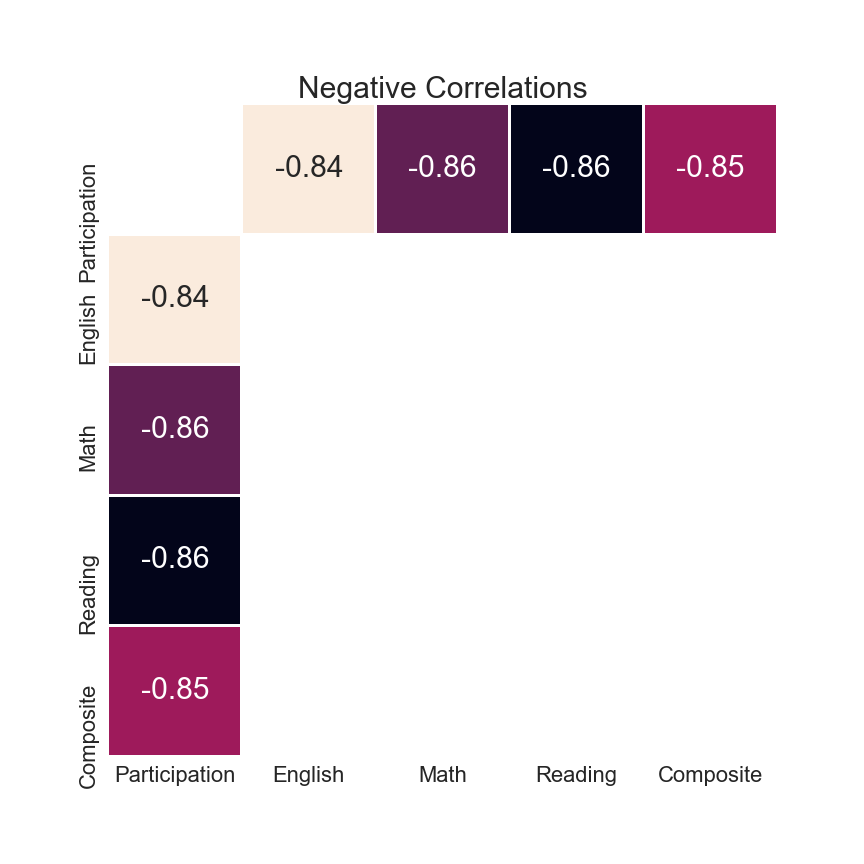 Negative Correlations
Participation
-0.84 -0.86 -0.86 -0.85
English
-0.84
Math
-0.86
Reading
-0.86
Composite
-0.85
Participation English Math Reading Composite